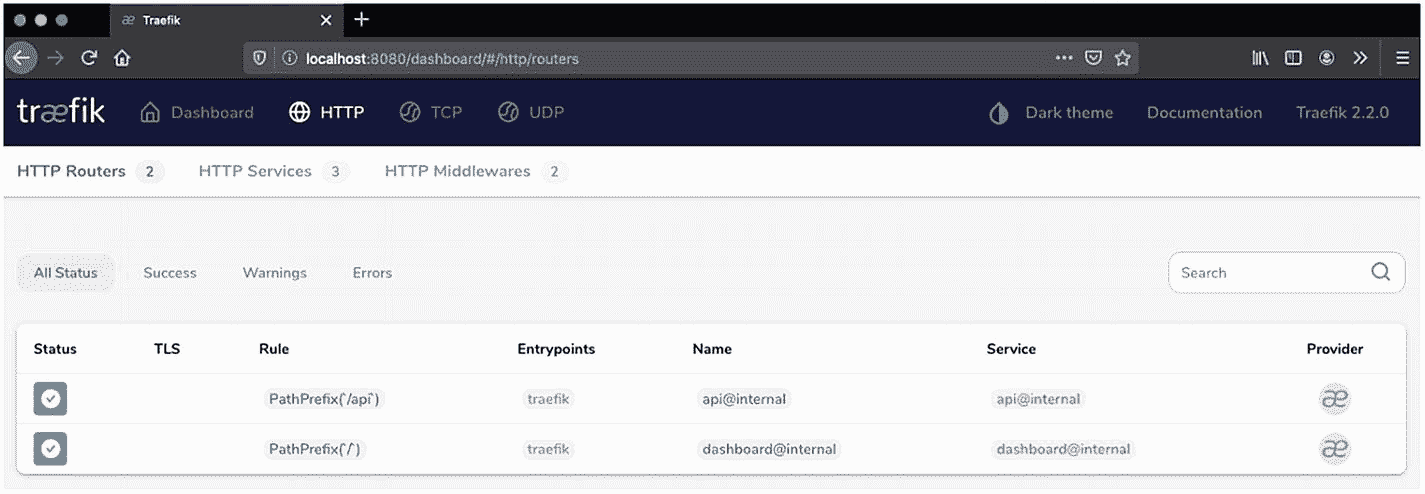 æ Traefik
localhost:8080/dashboard/#/http/routers
træfik Dashboard HTTP TCP UDP Dark theme Documentation Traefik 2.2.0
HTTP Routers 2 HTTP Services 3 HTTP Middlewares 2
All Status Success Warnings Errors Search
Status TLS Rule Entrypoints Name Service Provider
PathPrefix(`/api`) traefik api@internal api@internal æ
PathPrefix(`/`) traefik dashboard@internal dashboard@internal æ